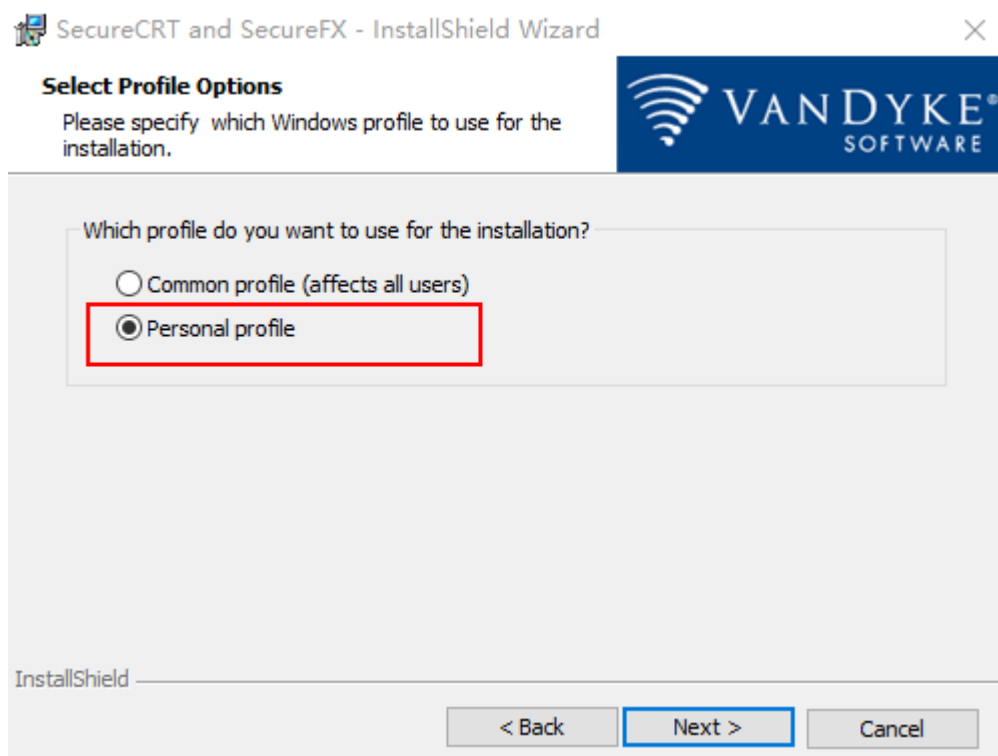 SecureCRT and SecureFX - InstallShield Wizard
Select Profile Options
Please specify  which Windows profile to use for the
installation.
VANDYKE®
SOFTWARE
Which profile do you want to use for the installation?
Common profile (affects all users)
Personal profile
InstallShield
< Back
Next >
Cancel